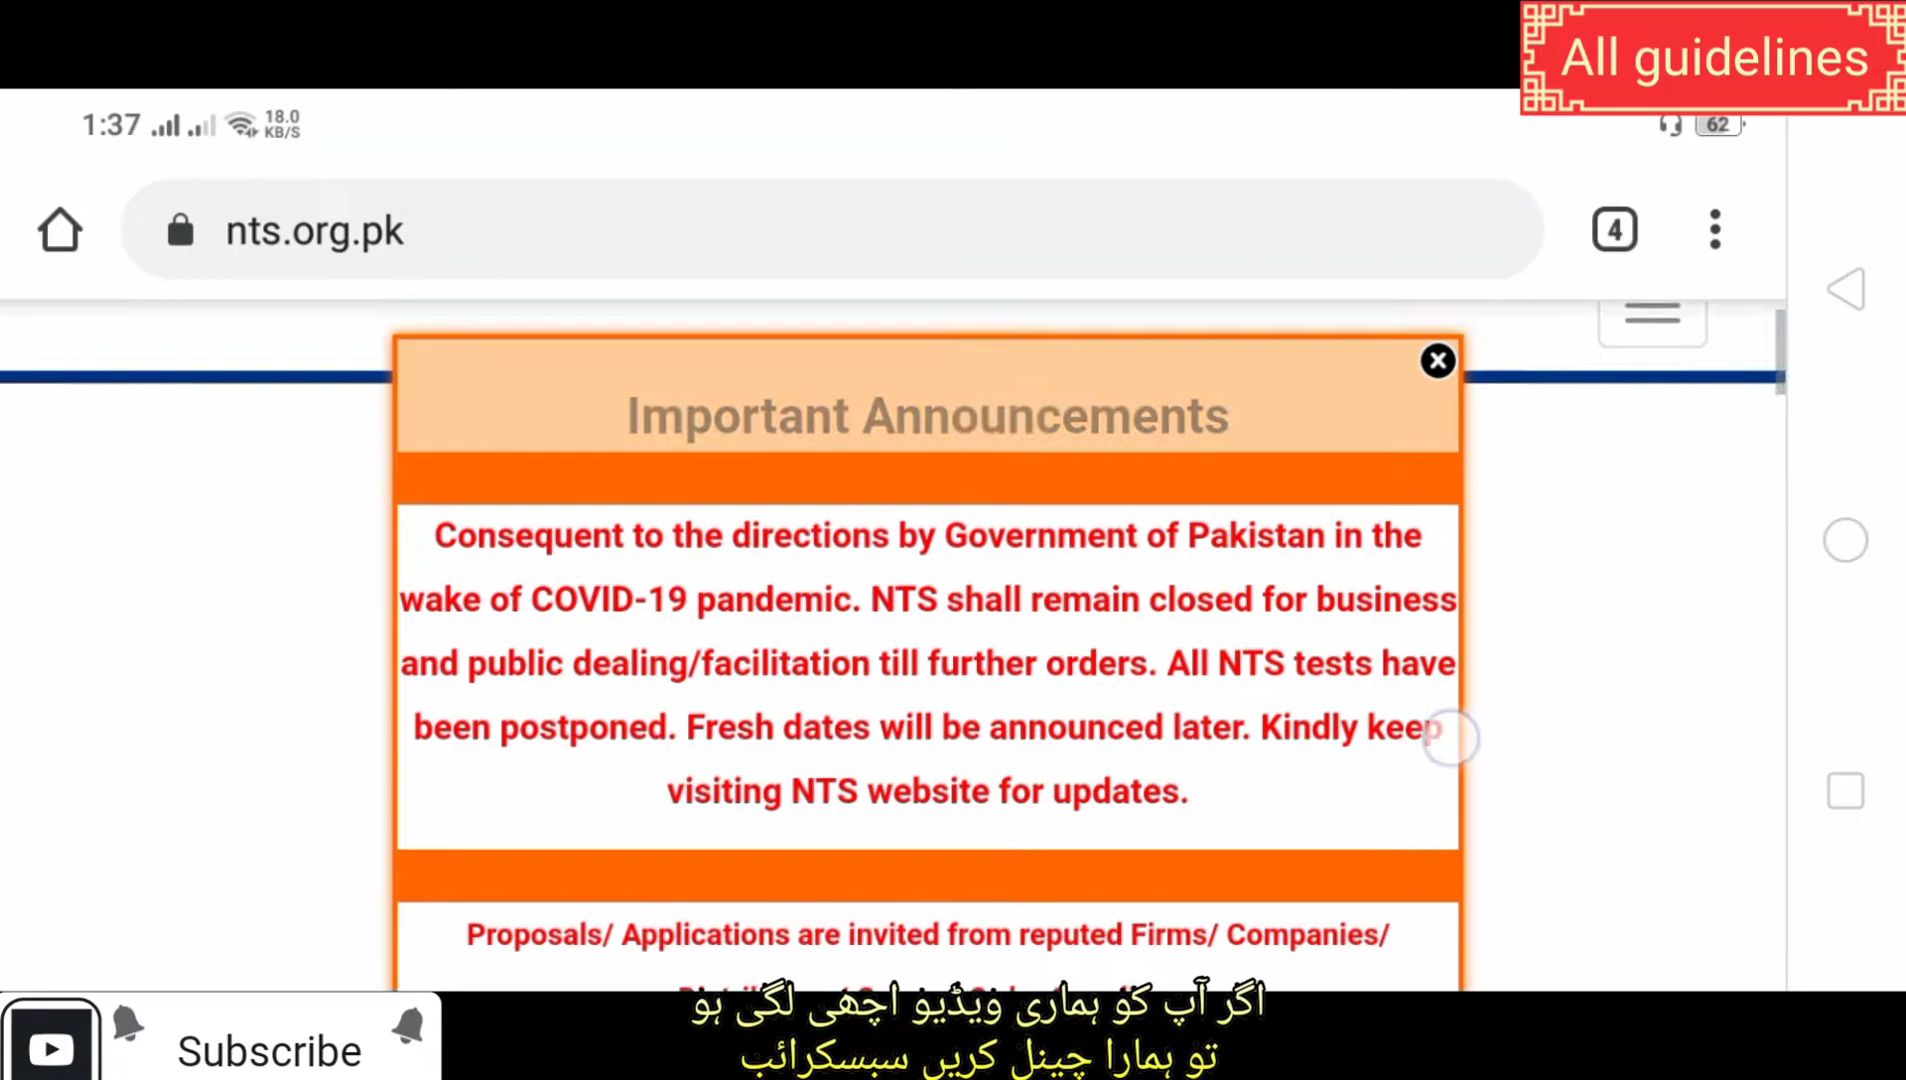 All guidelines
1:37 18.0 KB/S 62
nts.org.pk 4
Important Announcements
Consequent to the directions by Government of Pakistan in the
wake of COVID-19 pandemic. NTS shall remain closed for business
and public dealing/facilitation till further orders. All NTS tests have
been postponed. Fresh dates will be announced later. Kindly keep
visiting NTS website for updates.
Proposals/ Applications are invited from reputed Firms/ Companies/
اگر آپ کو ہماری ویڈیو اچھی لگی ہو
تو ہمارا چینل کریں سبسکرائب
Subscribe